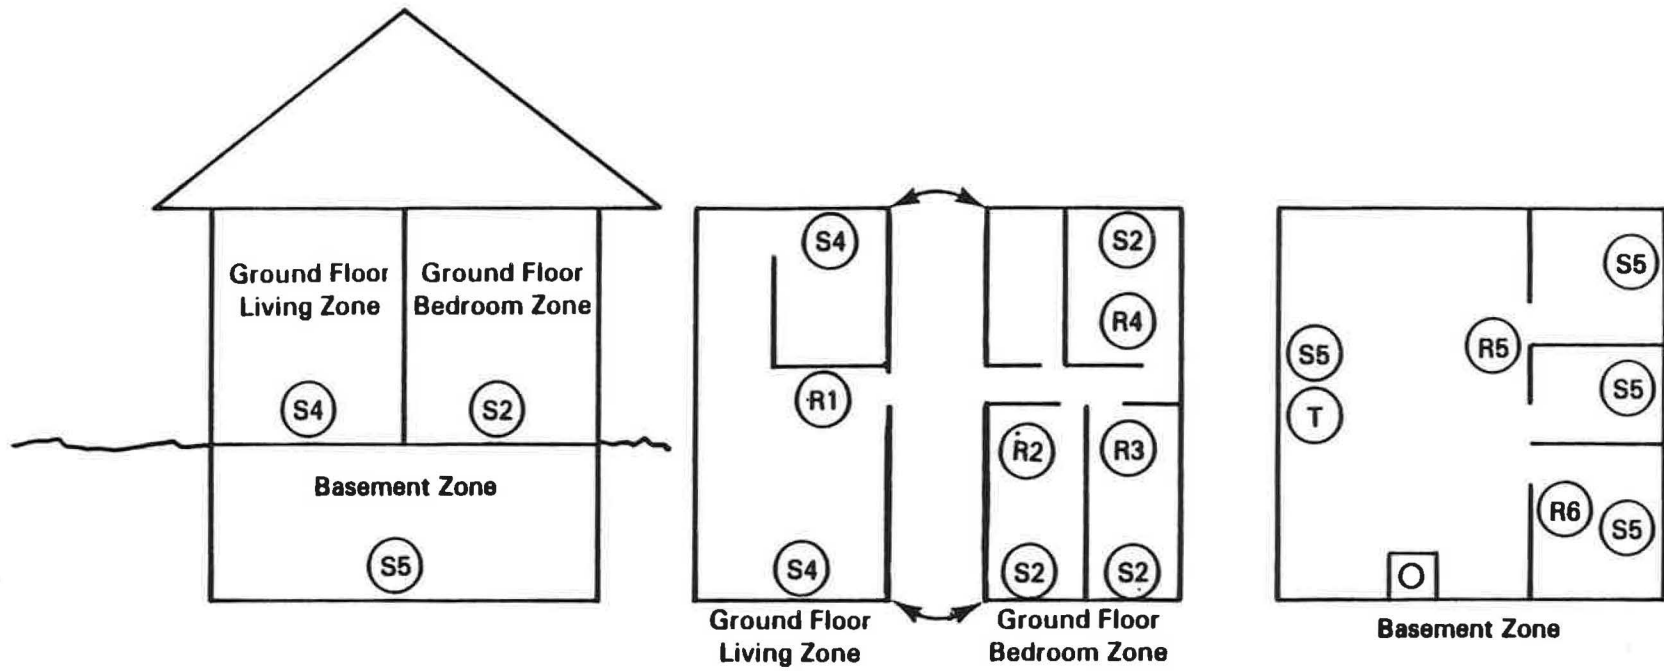 Ground Floor
Living Zone
Ground Floor
Bedroom Zone
S4
S2
Basement Zone
S5
S4
R1
S4
Ground Floor
Living Zone
S2
R4
R2
R3
S2
S2
Ground Floor
Bedroom Zone
S5
R5
S5
S5
T
R6
S5
Basement Zone